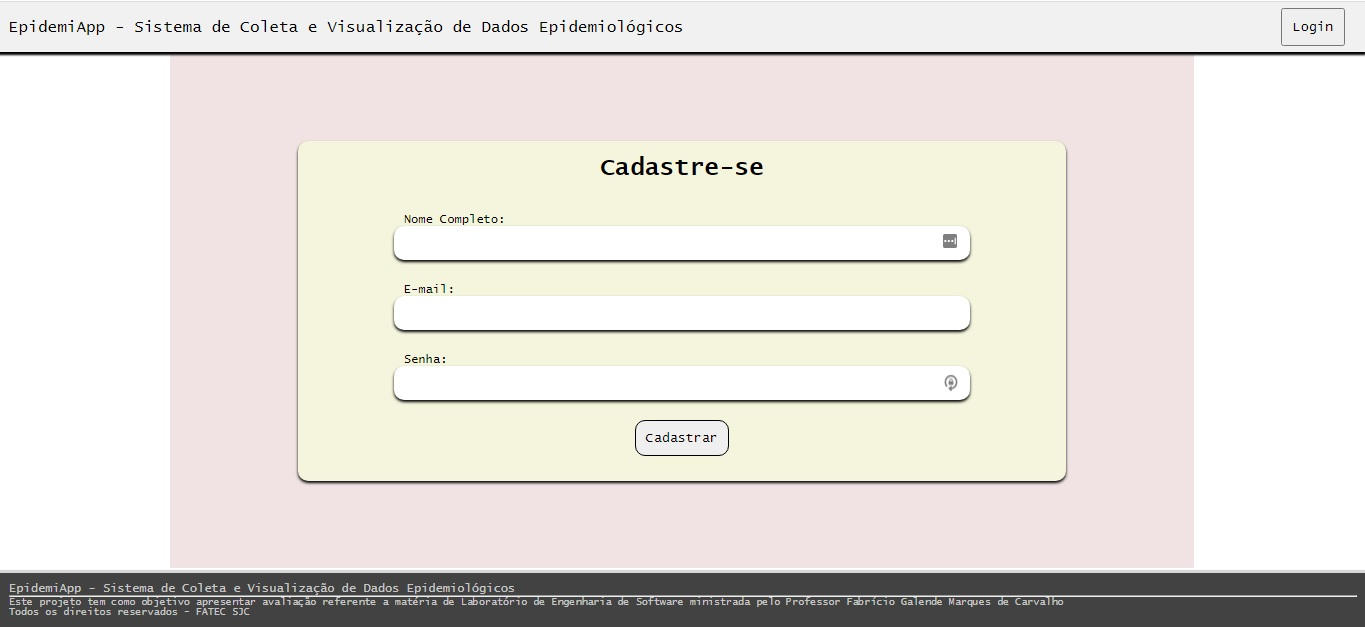 EpidemiApp - Sistema de Coleta e Visualização de Dados Epidemiológicos
Login
Cadastre-se
Nome Completo:
E-mail:
Senha:
Cadastrar
EpidemiApp - Sistema de Coleta e Visualização de Dados Epidemiológicos
Este projeto tem como objetivo apresentar avaliação referente a matéria de Laboratório de Engenharia de Software ministrada pelo Professor Fabrício Galende Marques de Carvalho
Todos os direitos reservados - FATEC SJC